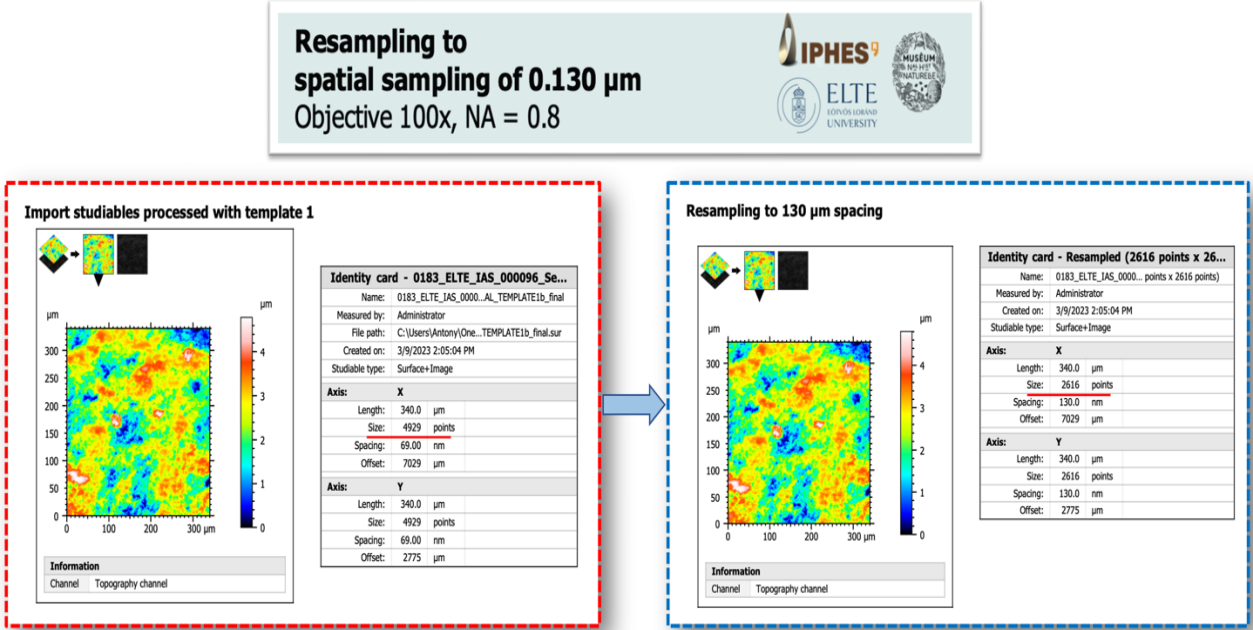 Resampling to
spatial sampling of 0.130 µm
Objective 100x, NA = 0.8
IPHES
MUSÉUM
NAT HIST
NATURELLE
ELTE
EÖTVÖS LORÁND
UNIVERSITY
Import studiables processed with template 1
µm
µm
300
250
200
150
100
50
0
0 100 200 300 µm
4
3
2
1
0
Information
Channel Topography channel
Identity card - 0183_ELTE_IAS_000096_Se...
Name: 0183_ELTE_IAS_0000...AL_TEMPLATE1b_final
Measured by: Administrator
File path: C:\Users\Antony\One...TEMPLATE1b_final.sur
Created on: 3/9/2023 2:05:04 PM
Studiable type: Surface+Image
Axis: X
Length: 340.0 µm
Size: 4929 points
Spacing: 69.00 nm
Offset: 7029 µm
Axis: Y
Length: 340.0 µm
Size: 4929 points
Spacing: 69.00 nm
Offset: 2775 µm
Resampling to 130 µm spacing
µm
µm
300
250
200
150
100
50
0
0 100 200 300 µm
4
3
2
1
0
Information
Channel Topography channel
Identity card - Resampled (2616 points x 26...
Name: 0183_ELTE_IAS_0000... points x 2616 points)
Measured by: Administrator
Created on: 3/9/2023 2:05:04 PM
Studiable type: Surface+Image
Axis: X
Length: 340.0 µm
Size: 2616 points
Spacing: 130.0 nm
Offset: 7029 µm
Axis: Y
Length: 340.0 µm
Size: 2616 points
Spacing: 130.0 nm
Offset: 2775 µm